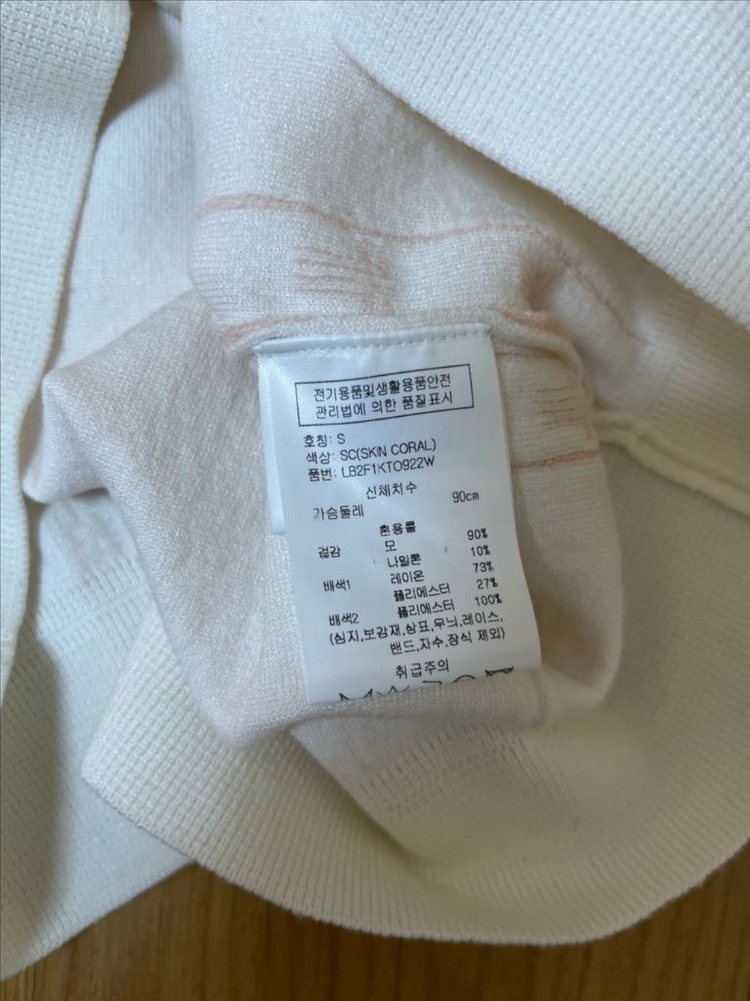 전기용품및생활용품안전
관리법에 의한 품질표시
호칭: S
색상: SC(SKIN CORAL)
품번: LB2F1KTO922W
신체치수
가슴둘레 90cm
혼용률
겉감 모 90%
나일론 10%
배색1 레이온 73%
폴리에스터 27%
배색2 폴리에스터 100%
(심지,보강재,상표,무늬,레이스,
밴드,자수,장식 제외)
취급주의